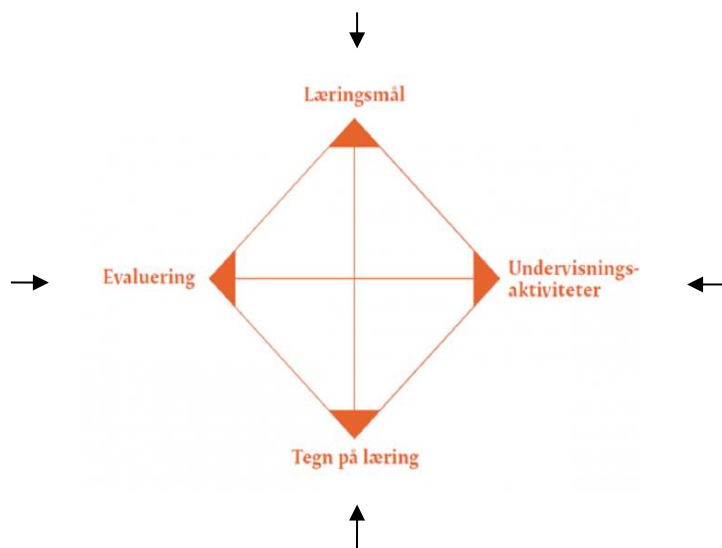 Læringsmål
Evaluering
Undervisnings-
aktiviteter
Tegn på læring